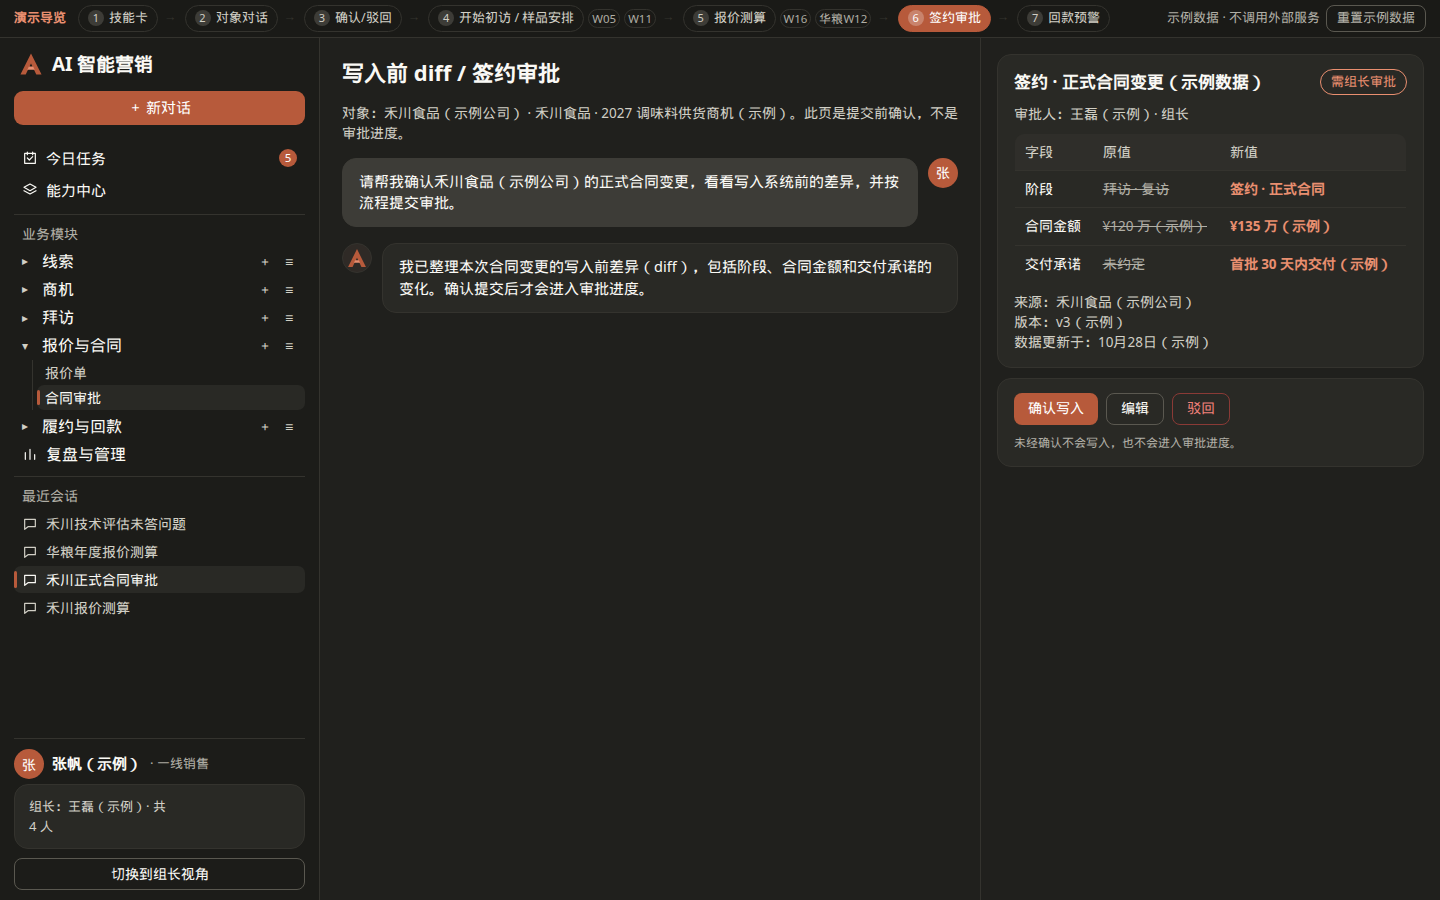 演示导览
1 技能卡
2 对象对话
3 确认/驳回
4 开始初访 / 样品安排
W05
W11
5 报价测算
W16
华粮W12
6 签约审批
7 回款预警
示例数据 · 不调用外部服务
重置示例数据
AI 智能营销
+ 新对话
今日任务 5
能力中心
业务模块
线索
商机
拜访
报价与合同
报价单
合同审批
履约与回款
复盘与管理
最近会话
禾川技术评估未答问题
华粮年度报价测算
禾川正式合同审批
禾川报价测算
张 张帆（示例） · 一线销售
组长：王磊（示例）· 共
4 人
切换到组长视角
写入前 diff / 签约审批
对象：禾川食品（示例公司）· 禾川食品 · 2027 调味料供货商机（示例）。此页是提交前确认，不是
审批进度。
请帮我确认禾川食品（示例公司）的正式合同变更，看看写入系统前的差异，并按
流程提交审批。
张
我已整理本次合同变更的写入前差异（diff），包括阶段、合同金额和交付承诺的
变化。确认提交后才会进入审批进度。
签约 · 正式合同变更（示例数据）
需组长审批
审批人：王磊（示例）· 组长
字段 原值 新值
阶段 拜访 · 复访 签约 · 正式合同
合同金额 ¥120 万（示例） ¥135 万（示例）
交付承诺 未约定 首批 30 天内交付（示例）
来源：禾川食品（示例公司）
版本：v3（示例）
数据更新于：10月28日（示例）
确认写入 编辑 驳回
未经确认不会写入，也不会进入审批进度。